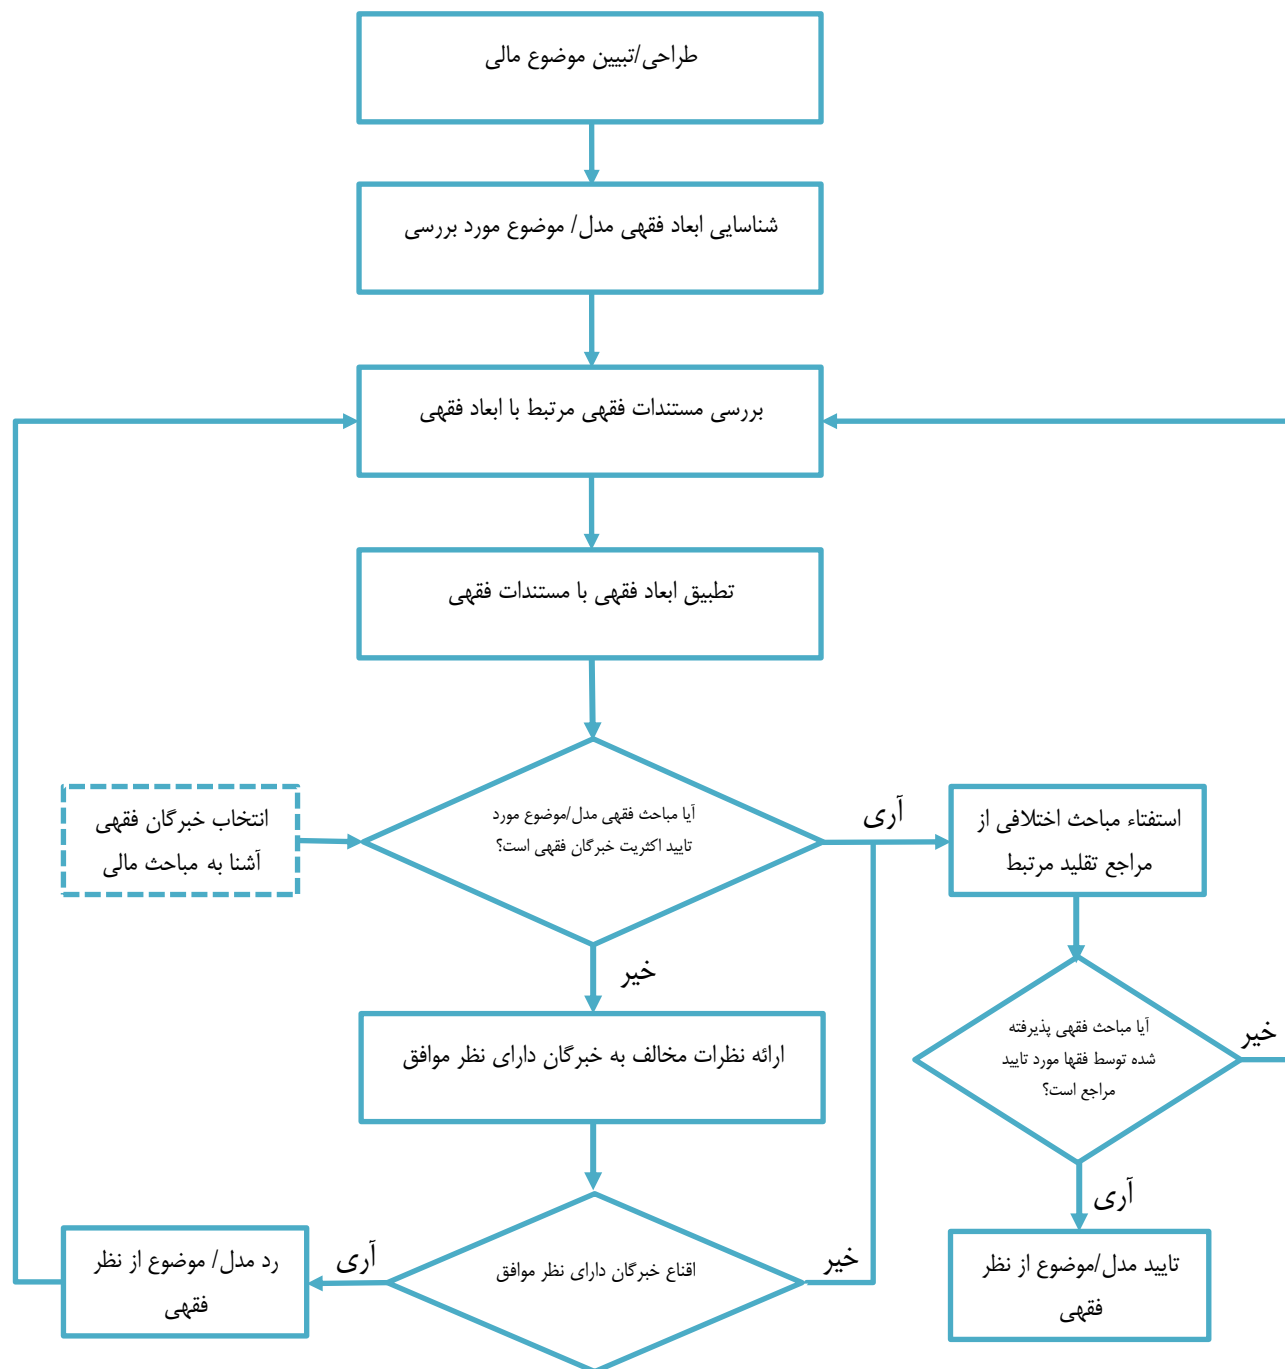 طراحی/تبیین موضوع مالی
شناسایی ابعاد فقهی مدل/ موضوع مورد بررسی
بررسی مستندات فقهی مرتبط با ابعاد فقهی
تطبیق ابعاد فقهی با مستندات فقهی
آیا مباحث فقهی مدل/موضوع مورد
تایید اکثریت خبرگان فقهی است؟
انتخاب خبرگان فقهی
آشنا به مباحث مالی
آری
استفتاء مباحث اختلافی از
مراجع تقلید مرتبط
خیر
ارائه نظرات مخالف به خبرگان دارای نظر موافق
آیا مباحث فقهی پذیرفته
شده توسط فقها مورد تایید
مراجع است؟
خیر
آری
اقناع خبرگان دارای نظر موافق
خیر
آری
رد مدل/ موضوع از نظر
فقهی
تایید مدل/موضوع از نظر
فقهی